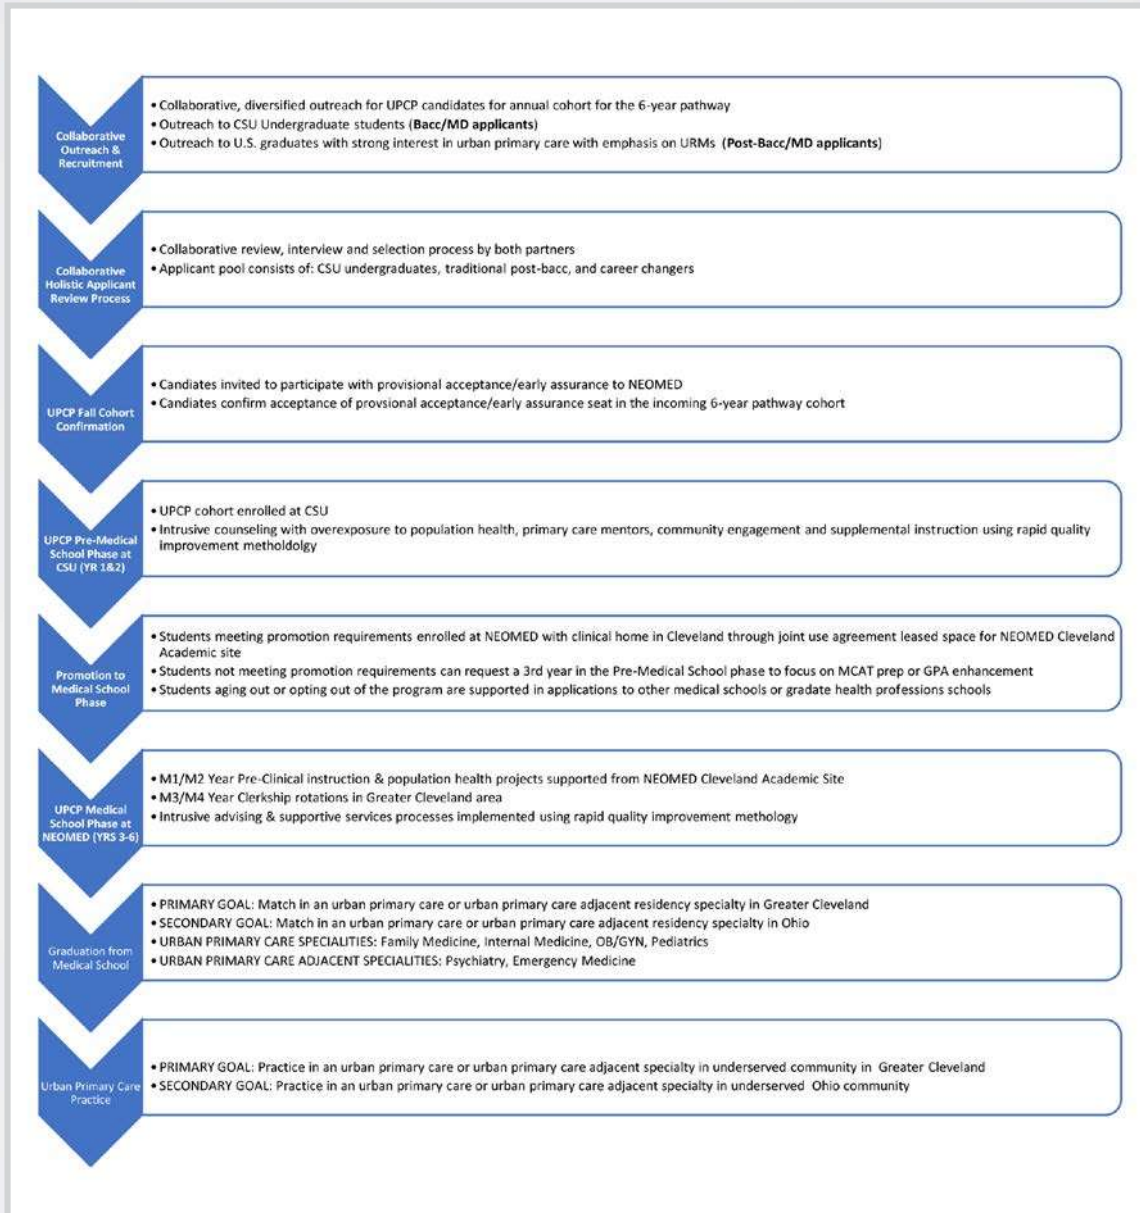 Collaborative
Outreach &
Recruitment
• Collaborative, diversified outreach for UPCP candidates for annual cohort for the 6-year pathway
• Outreach to CSU Undergraduate students (Bacc/MD applicants)
• Outreach to U.S. graduates with strong interest in urban primary care with emphasis on URMs (Post-Bacc/MD applicants)
Collaborative
Holistic Applicant
Review Process
• Collaborative review, interview and selection process by both partners
• Applicant pool consists of: CSU undergraduates, traditional post-bacc, and career changers
UPCP Fall Cohort
Confirmation
• Candiates invited to participate with provisional acceptance/early assurance to NEOMED
• Candiates confirm acceptance of provsional acceptance/early assurance seat in the incoming 6-year pathway cohort
UPCP Pre-Medical
School Phase at
CSU (YR 1&2)
• UPCP cohort enrolled at CSU
• Intrusive counseling with overexposure to population health, primary care mentors, community engagement and supplemental instruction using rapid quality
improvement metholdolgy
Promotion to
Medical School
Phase
• Students meeting promotion requirements enrolled at NEOMED with clinical home in Cleveland through joint use agreement leased space for NEOMED Cleveland
Academic site
• Students not meeting promotion requirements can request a 3rd year in the Pre-Medical School phase to focus on MCAT prep or GPA enhancement
• Students aging out or opting out of the program are supported in applications to other medical schools or gradate health professions schools
UPCP Medical
School Phase at
NEOMED (YRS 3-6)
• M1/M2 Year Pre-Clinical instruction & population health projects supported from NEOMED Cleveland Academic Site
• M3/M4 Year Clerkship rotations in Greater Cleveland area
• Intrusive advising & supportive services processes implemented using rapid quality improvement methology
Graduation from
Medical School
• PRIMARY GOAL: Match in an urban primary care or urban primary care adjacent residency specialty in Greater Cleveland
• SECONDARY GOAL: Match in an urban primary care or urban primary care adjacent residency specialty in Ohio
• URBAN PRIMARY CARE SPECIALITIES: Family Medicine, Internal Medicine, OB/GYN, Pediatrics
• URBAN PRIMARY CARE ADJACENT SPECIALITIES: Psychiatry, Emergency Medicine
Urban Primary Care
Practice
• PRIMARY GOAL: Practice in an urban primary care or urban primary care adjacent specialty in underserved community in Greater Cleveland
• SECONDARY GOAL: Practice in an urban primary care or urban primary care adjacent specialty in underserved Ohio community